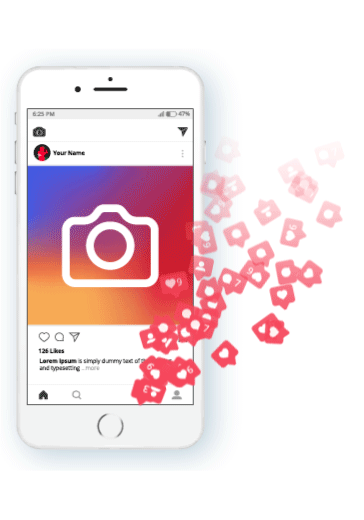 6:25 PM 47%
Your Name
126 Likes
Lorem Ipsum is simply dummy text of the
and typesetting ...more